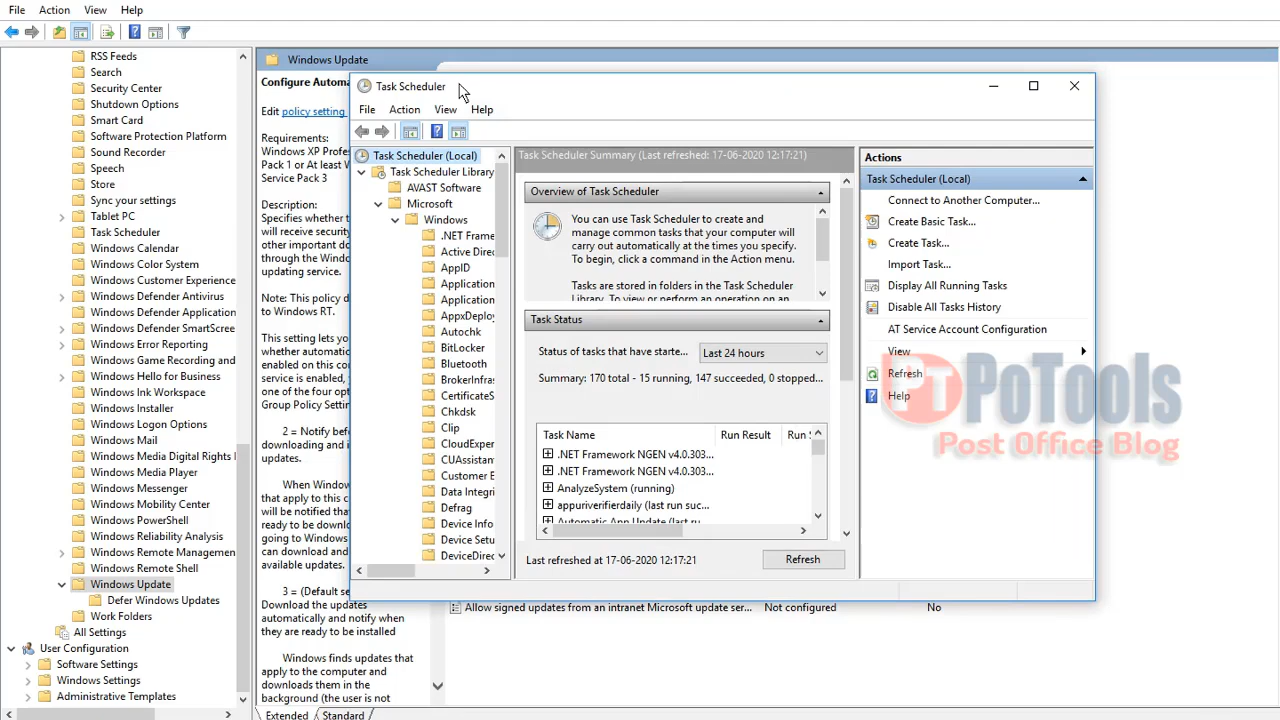 File Action View Help
RSS Feeds
Search
Security Center
Shutdown Options
Smart Card
Software Protection Platform
Sound Recorder
Speech
Store
Sync your settings
Tablet PC
Task Scheduler
Windows Calendar
Windows Color System
Windows Customer Experience
Windows Defender Antivirus
Windows Defender Application
Windows Defender SmartScree
Windows Error Reporting
Windows Game Recording and
Windows Hello for Business
Windows Ink Workspace
Windows Installer
Windows Logon Options
Windows Mail
Windows Media Digital Rights
Windows Media Player
Windows Messenger
Windows Mobility Center
Windows PowerShell
Windows Reliability Analysis
Windows Remote Managemen
Windows Remote Shell
Windows Update
Defer Windows Updates
Work Folders
All Settings
User Configuration
Software Settings
Windows Settings
Administrative Templates
Windows Update
Configure Automa
Edit policy setting
Requirements:
Windows XP Profe
Pack 1 or At least W
Service Pack 3
Description:
Specifies whether t
will receive security
other important do
through the Windo
updating service.
Note: This policy d
to Windows RT.
This setting lets you
whether automatic
enabled on this co
service is enabled,
one of the four opt
Group Policy Settin
2 = Notify before
downloading and i
updates.
When Window
that apply to this c
will be notified that
ready to be downlo
going to Windows
can download and
available updates.
3 = (Default se
Download the updates
automatically and notify when
they are ready to be installed
Windows finds updates that
apply to the computer and
downloads them in the
background (the user is not
Extended Standard
Allow signed updates from an intranet Microsoft update ser... Not configured No
Task Scheduler
File Action View Help
Task Scheduler (Local)
Task Scheduler Library
AVAST Software
Microsoft
Windows
.NET Frame
Active Direc
AppID
Application
Application
AppxDeploy
Autochk
BitLocker
Bluetooth
BrokerInfras
CertificateS
Chkdsk
Clip
CloudExper
CUAssistan
Customer E
Data Integri
Defrag
Device Info
Device Setu
DeviceDirec
Task Scheduler Summary (Last refreshed: 17-06-2020 12:17:21)
Overview of Task Scheduler
You can use Task Scheduler to create and
manage common tasks that your computer
will carry out automatically at the times you specify.
To begin, click a command in the Action menu.
Tasks are stored in folders in the Task Scheduler
Library. To view or perform an operation on an
Task Status
Status of tasks that have starte... Last 24 hours
Summary: 170 total - 15 running, 147 succeeded, 0 stopped...
Task Name Run Result Run S
.NET Framework NGEN v4.0.303...
.NET Framework NGEN v4.0.303...
AnalyzeSystem (running)
appuriverifierdaily (last run suc...
Automatic App Update (last ru...
Last refreshed at 17-06-2020 12:17:21 Refresh
Actions
Task Scheduler (Local)
Connect to Another Computer...
Create Basic Task...
Create Task...
Import Task...
Display All Running Tasks
Disable All Tasks History
AT Service Account Configuration
View
Refresh
Help
PT PoTools
Post Office Blog